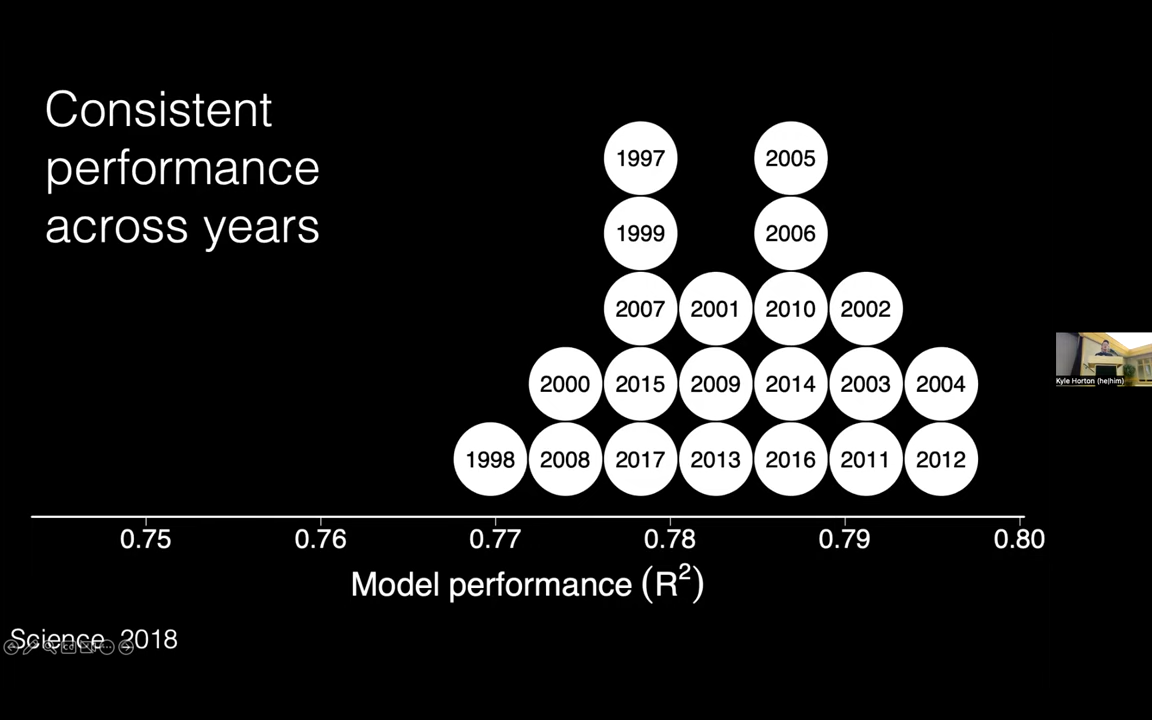 Consistent
performance
across years
1997 2005
1999 2006
2007 2001 2010 2002
2000 2015 2009 2014 2003 2004
1998 2008 2017 2013 2016 2011 2012
0.75 0.76 0.77 0.78 0.79 0.80
Model performance (R²)
Science 2018
Kyle Horton (he|him)